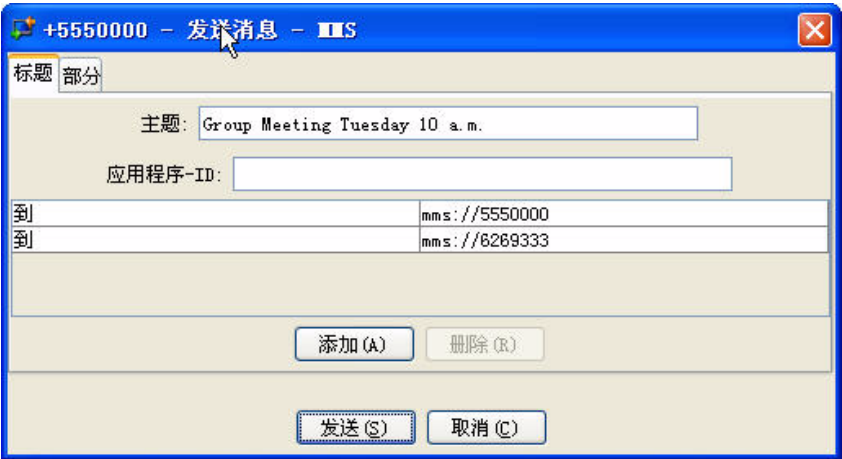 +5550000 - 发送消息 - MMS
标题 部分
主题: Group Meeting Tuesday 10 a.m.
应用程序-ID:
到 mms://5550000
到 mms://6269333
添加(A) 删除(R)
发送(S) 取消(C)